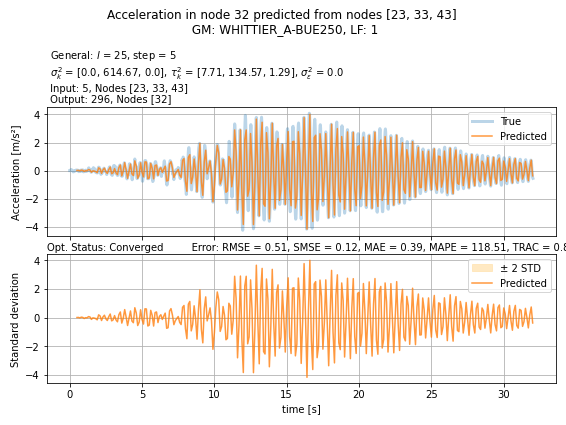 Acceleration in node 32 predicted from nodes [23, 33, 43]
GM: WHITTIER_A-BUE250, LF: 1
General: l = 25, step = 5
σ²ₖ = [0.0, 614.67, 0.0], τ²ₖ = [7.71, 134.57, 1.29], σ²ε = 0.0
Input: 5, Nodes [23, 33, 43]
Output: 296, Nodes [32]
Acceleration [m/s²]
4
2
0
−2
−4
True
Predicted
Opt. Status: Converged Error: RMSE = 0.51, SMSE = 0.12, MAE = 0.39, MAPE = 118.51, TRAC = 0.8
Standard deviation
4
2
0
−2
−4
± 2 STD
Predicted
0 5 10 15 20 25 30
time [s]